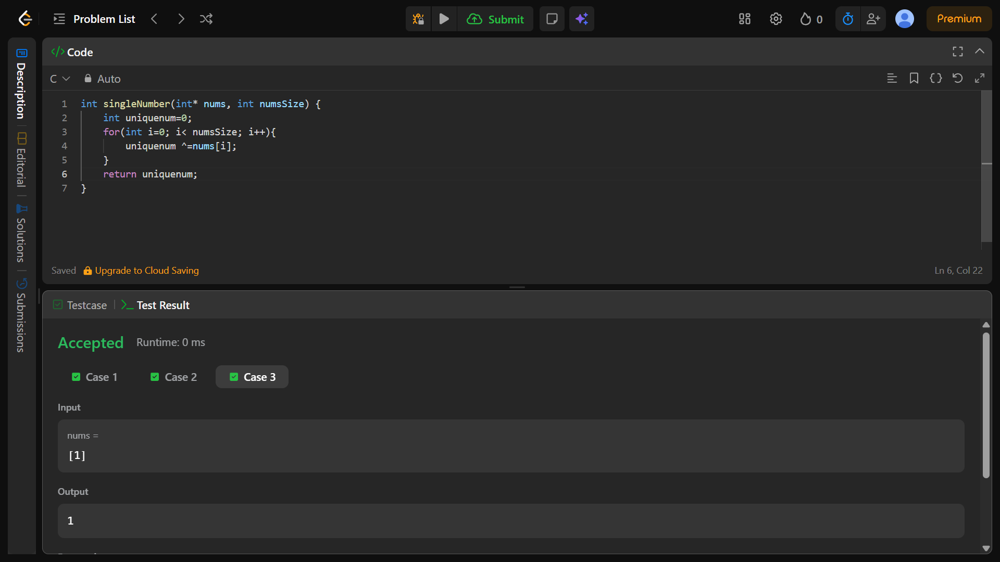 Problem List
Submit
0
Premium
Description
Editorial
Solutions
Submissions
</> Code
C
Auto
1 int singleNumber(int* nums, int numsSize) {
2     int uniquenum=0;
3     for(int i=0; i< numsSize; i++){
4         uniquenum ^=nums[i];
5     }
6     return uniquenum;
7 }
Saved
Upgrade to Cloud Saving
Ln 6, Col 22
Testcase
Test Result
Accepted
Runtime: 0 ms
Case 1
Case 2
Case 3
Input
nums =
[1]
Output
1